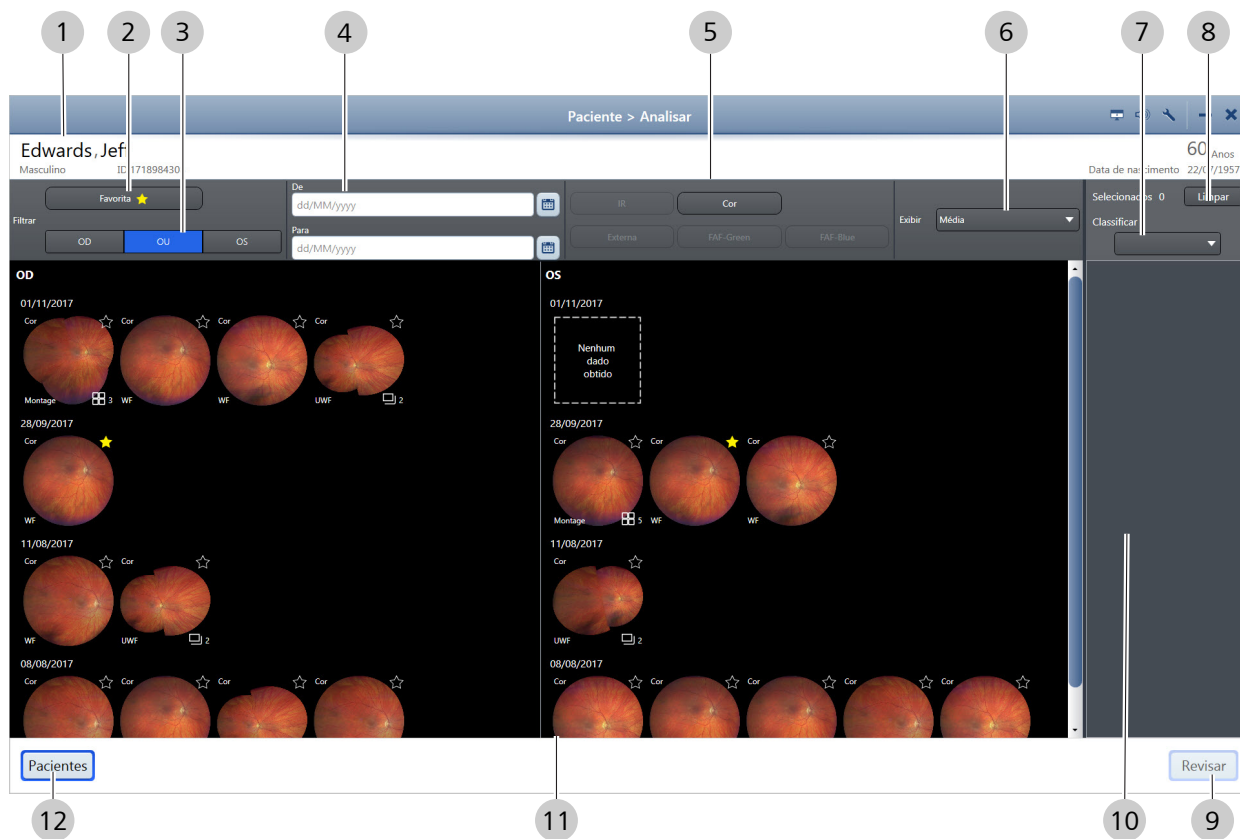 1 2 3 4 5 6 7 8
Paciente > Analisar
Edwards, Jeff
60 Anos
Masculino ID 171898430 Data de nascimento 22/07/1957
Favorita
Filtrar
OD OU OS
De
dd/MM/yyyy
Para
dd/MM/yyyy
IR Cor
Externa FAF-Green FAF-Blue
Exibir Média
Selecionados 0 Limpar
Classificar
OD
01/11/2017
Cor Cor Cor Cor
Montage 3 WF WF UWF 2
28/09/2017
Cor
WF
11/08/2017
Cor Cor
WF UWF 2
08/08/2017
Cor Cor Cor Cor
OS
01/11/2017
Nenhum
dado
obtido
28/09/2017
Cor Cor Cor
Montage 5 WF WF
11/08/2017
Cor
UWF 2
08/08/2017
Cor Cor Cor Cor Cor
Pacientes Revisar
12 11 10 9